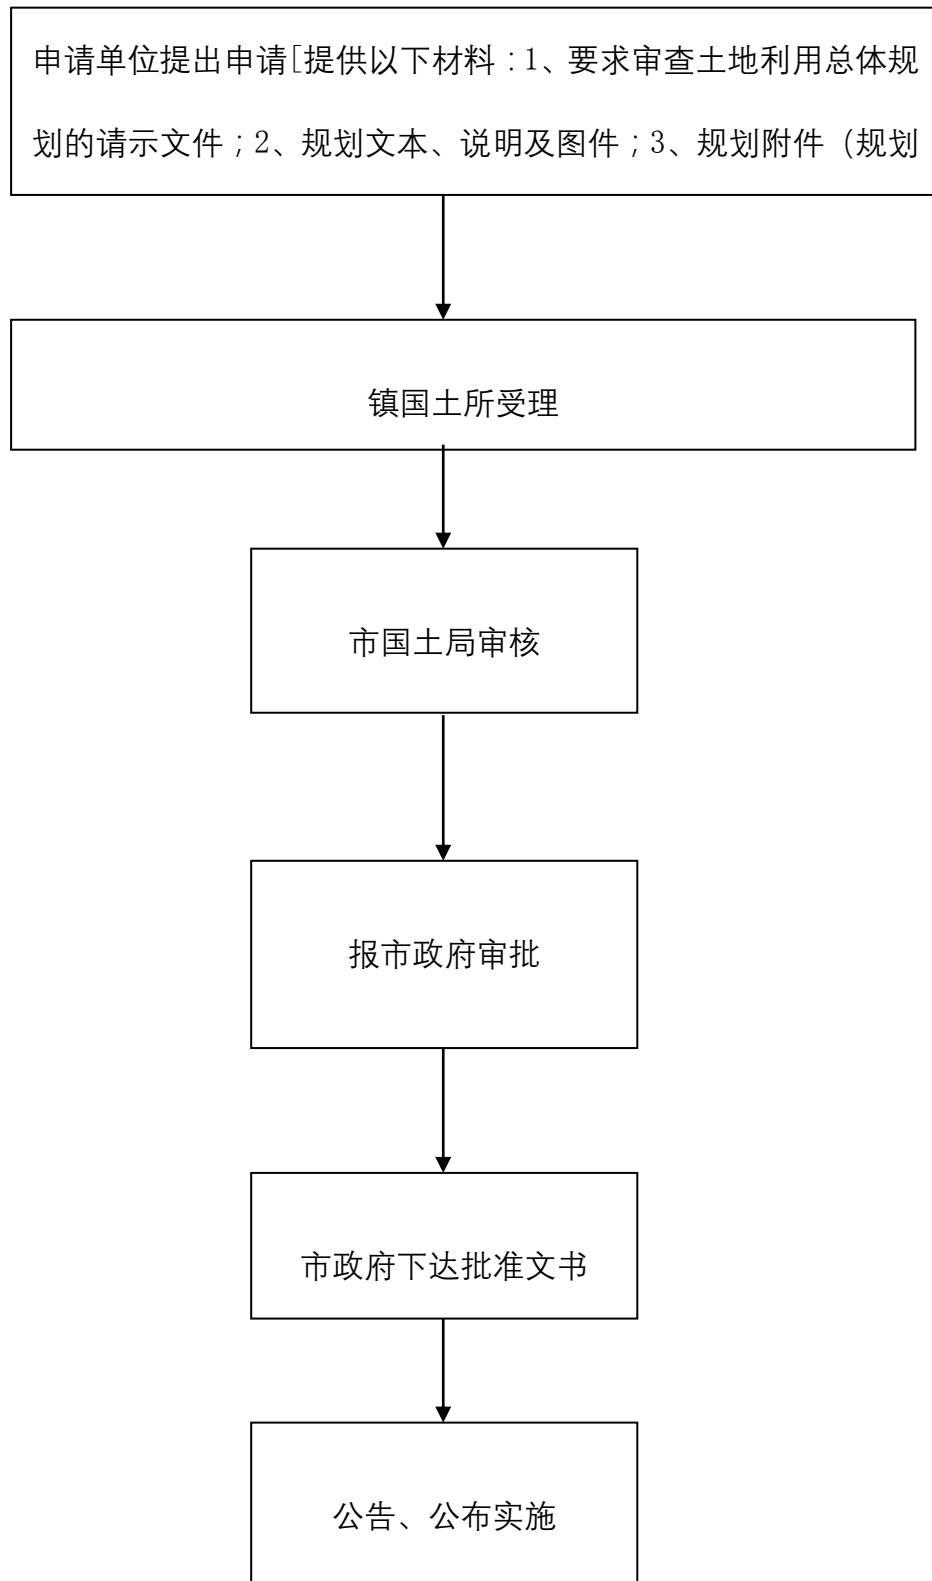 申请单位提出申请[提供以下材料：1、要求审查土地利用总体规
划的请示文件；2、规划文本、说明及图件；3、规划附件（规划
镇国土所受理
市国土局审核
报市政府审批
市政府下达批准文书
公告、公布实施